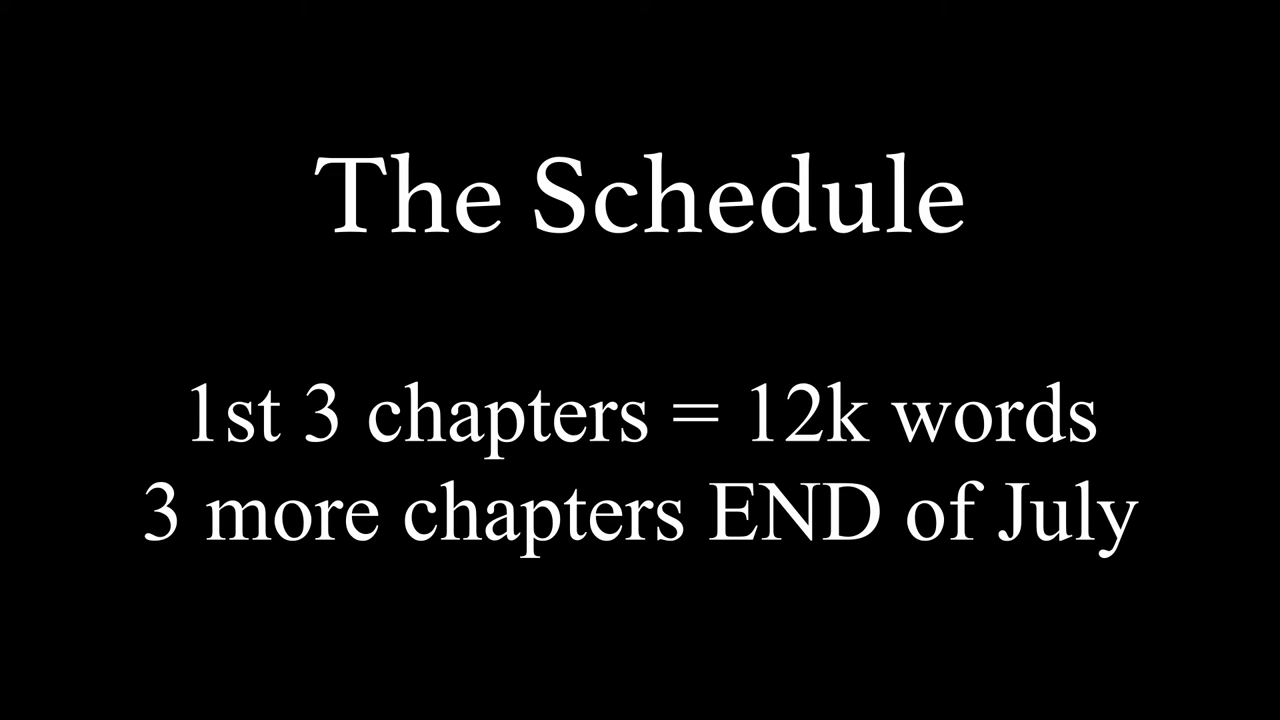 The Schedule
1st 3 chapters = 12k words
3 more chapters END of July